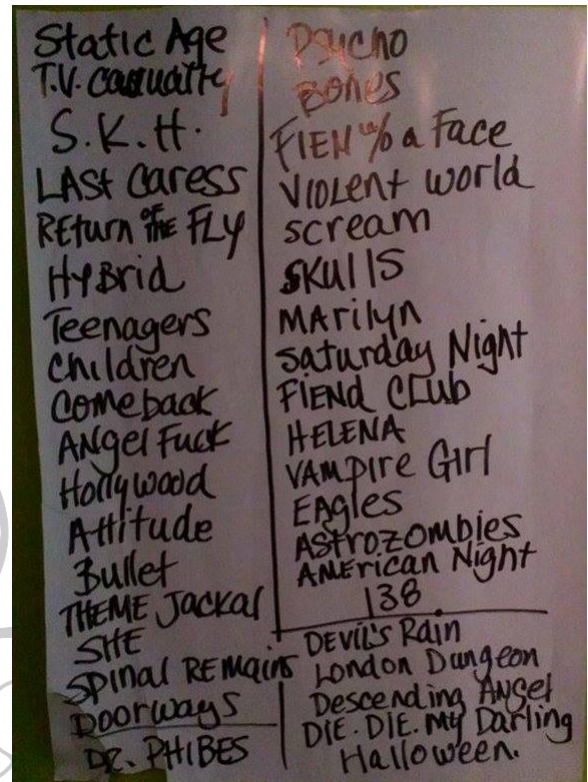 Static Age
T.V. Casualty
S.K.H.
LAST CARESS
REturn OF THE FLY
HYBrid
Teenagers
Children
Comeback
ANGel Fuck
Hollywood
Attitude
Bullet
THEME JACKAL
SHE
SPINal REMains
Doorways
DR. PHIBES
Psycho
BONES
FIEN w/o a Face
VIOLent world
scream
SKULLS
MARilyn
Saturday Night
FIENd CLub
HELENA
VAMPIRE GIRL
EAgles
ASTROZOMbies
AMERican Night
138
DEVIL'S RAIN
London Dungeon
Descending ANGEL
DIE. DIE. MY Darling
Halloween.